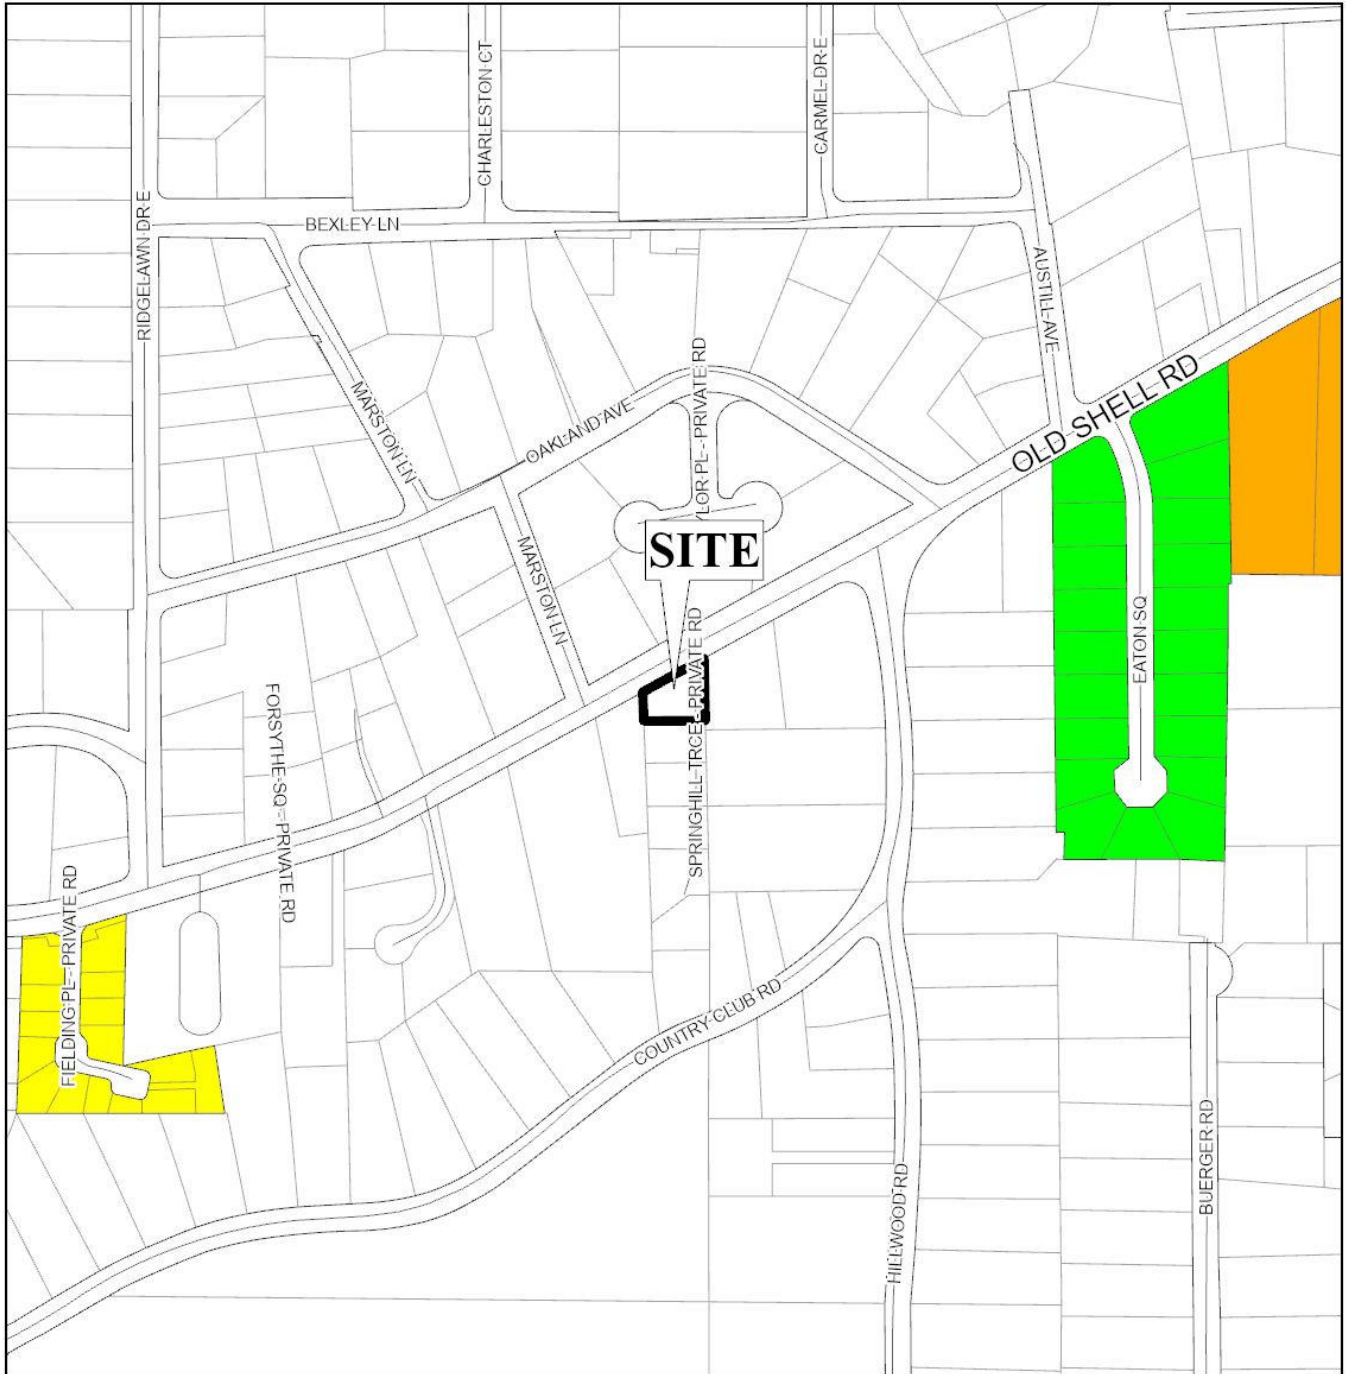 CHARLESTON CT
CARMEL DR E
RIDGELAWN DR E
BEXLEY LN
AUSTILL AVE
MARSTON LN
OAKLAND AVE
YLOR PL - PRIVATE RD
OLD SHELL RD
SITE
MARSTON LN
EATON SQ
SPRINGHILL TRCE - PRIVATE RD
FORSYTHE SQ - PRIVATE RD
FIELDING PL - PRIVATE RD
COUNTRY CLUB RD
HILLWOOD RD
BUERGER RD